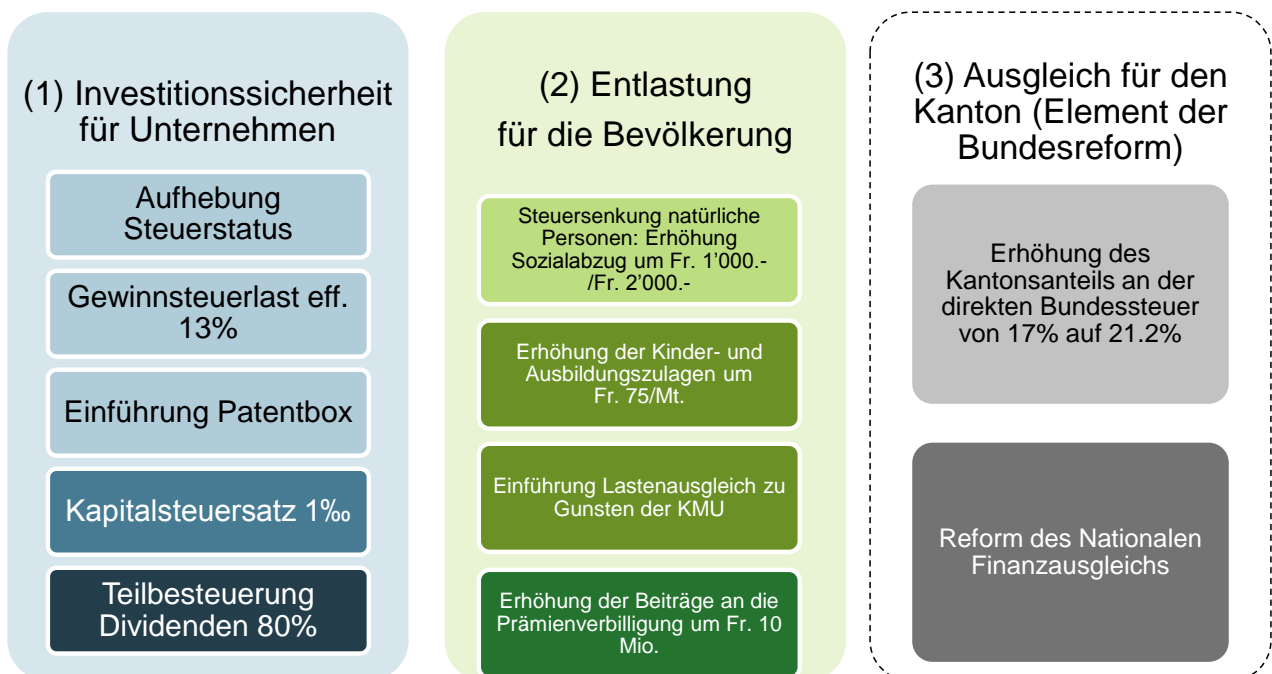 (1) Investitionssicherheit
für Unternehmen
Aufhebung
Steuerstatus
Gewinnsteuerlast eff.
13%
Einführung Patentbox
Kapitalsteuersatz 1‰
Teilbesteuerung
Dividenden 80%
(2) Entlastung
für die Bevölkerung
Steuersenkung natürliche
Personen: Erhöhung
Sozialabzug um Fr. 1’000.-
/Fr. 2’000.-
Erhöhung der Kinder- und
Ausbildungszulagen um
Fr. 75/Mt.
Einführung Lastenausgleich zu
Gunsten der KMU
Erhöhung der Beiträge an die
Prämienverbilligung um Fr. 10
Mio.
(3) Ausgleich für den
Kanton (Element der
Bundesreform)
Erhöhung des
Kantonsanteils an der
direkten Bundessteuer
von 17% auf 21.2%
Reform des Nationalen
Finanzausgleichs